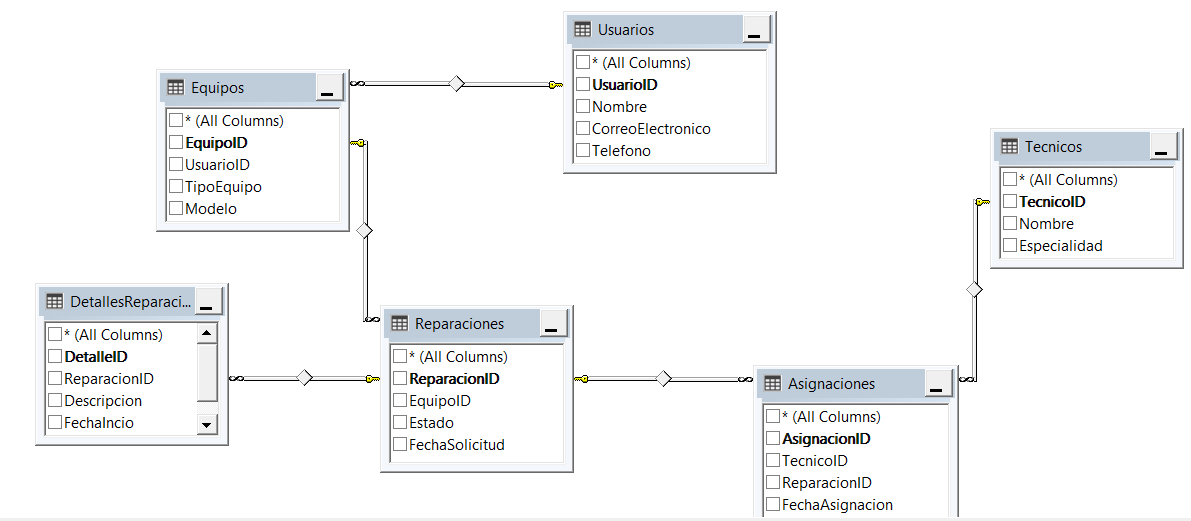 Usuarios
* (All Columns)
UsuarioID
Nombre
CorreoElectronico
Telefono
Equipos
* (All Columns)
EquipoID
UsuarioID
TipoEquipo
Modelo
Tecnicos
* (All Columns)
TecnicoID
Nombre
Especialidad
DetallesReparaci...
* (All Columns)
DetalleID
ReparacionID
Descripcion
FechaIncio
Reparaciones
* (All Columns)
ReparacionID
EquipoID
Estado
FechaSolicitud
Asignaciones
* (All Columns)
AsignacionID
TecnicoID
ReparacionID
FechaAsignacion